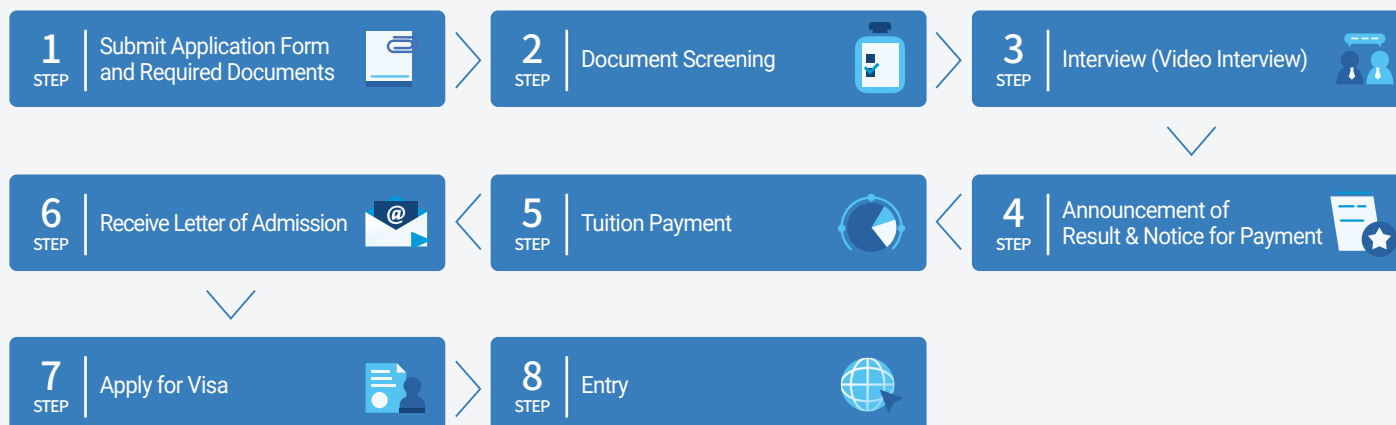 1
STEP
Submit Application Form
and Required Documents
2
STEP
Document Screening
3
STEP
Interview (Video Interview)
4
STEP
Announcement of
Result & Notice for Payment
5
STEP
Tuition Payment
6
STEP
Receive Letter of Admission
@
7
STEP
Apply for Visa
8
STEP
Entry